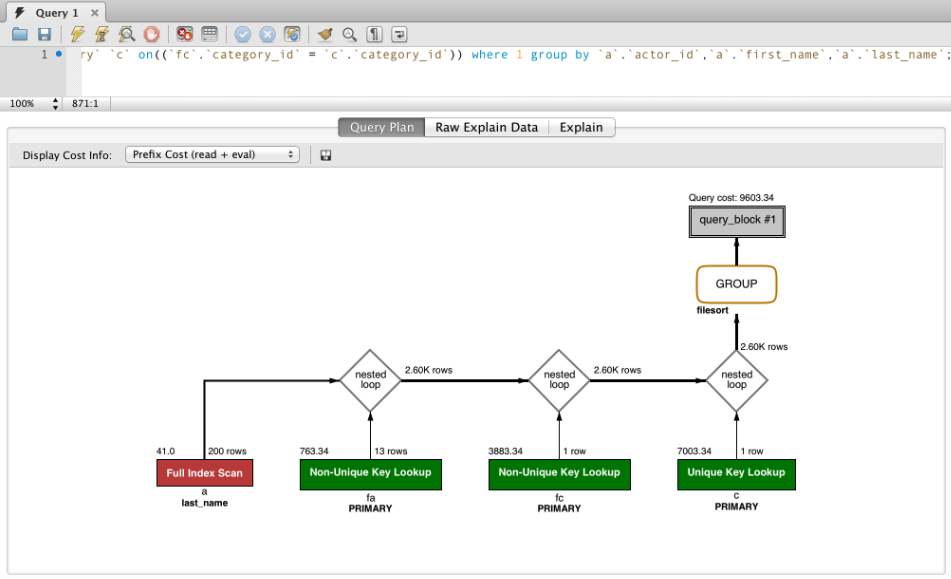 Query 1
1 ry` `c` on((`fc`.`category_id` = `c`.`category_id`)) where 1 group by `a`.`actor_id`,`a`.`first_name`,`a`.`last_name`;
100% 871:1
Query Plan Raw Explain Data Explain
Display Cost Info: Prefix Cost (read + eval)
Query cost: 9603.34
query_block #1
GROUP
filesort
2.60K rows
nested
loop
2.60K rows
nested
loop
2.60K rows
nested
loop
41.0 200 rows
Full Index Scan
a
last_name
763.34 13 rows
Non-Unique Key Lookup
fa
PRIMARY
3883.34 1 row
Non-Unique Key Lookup
fc
PRIMARY
7003.34 1 row
Unique Key Lookup
c
PRIMARY